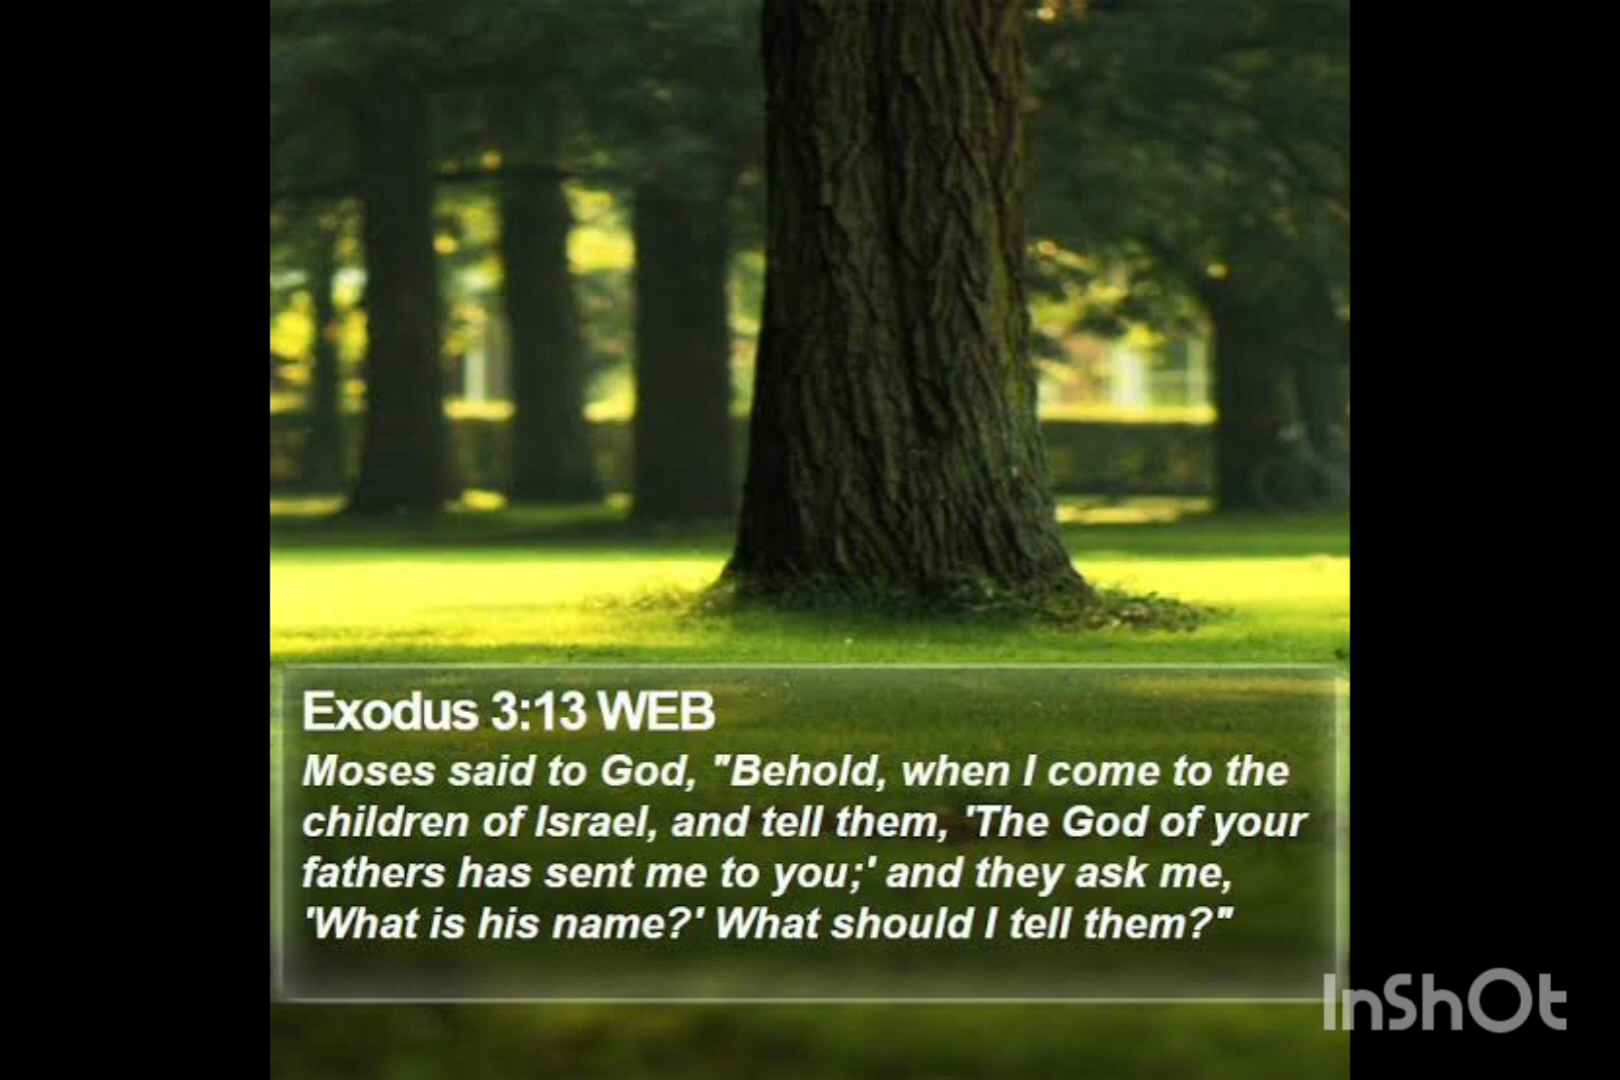 Exodus 3:13 WEB
Moses said to God, "Behold, when I come to the
children of Israel, and tell them, 'The God of your
fathers has sent me to you;' and they ask me,
'What is his name?' What should I tell them?"
InShOt